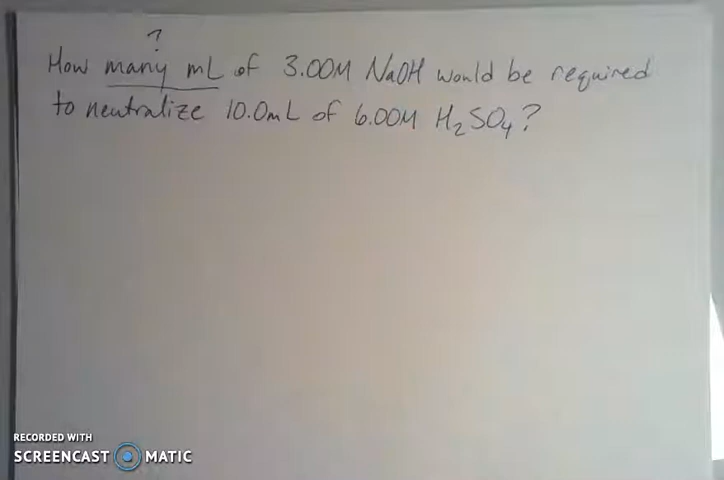 ?
How many mL of 3.00M NaOH would be required
to neutralize 10.0mL of 6.00M H₂SO₄?
RECORDED WITH
SCREENCAST MATIC